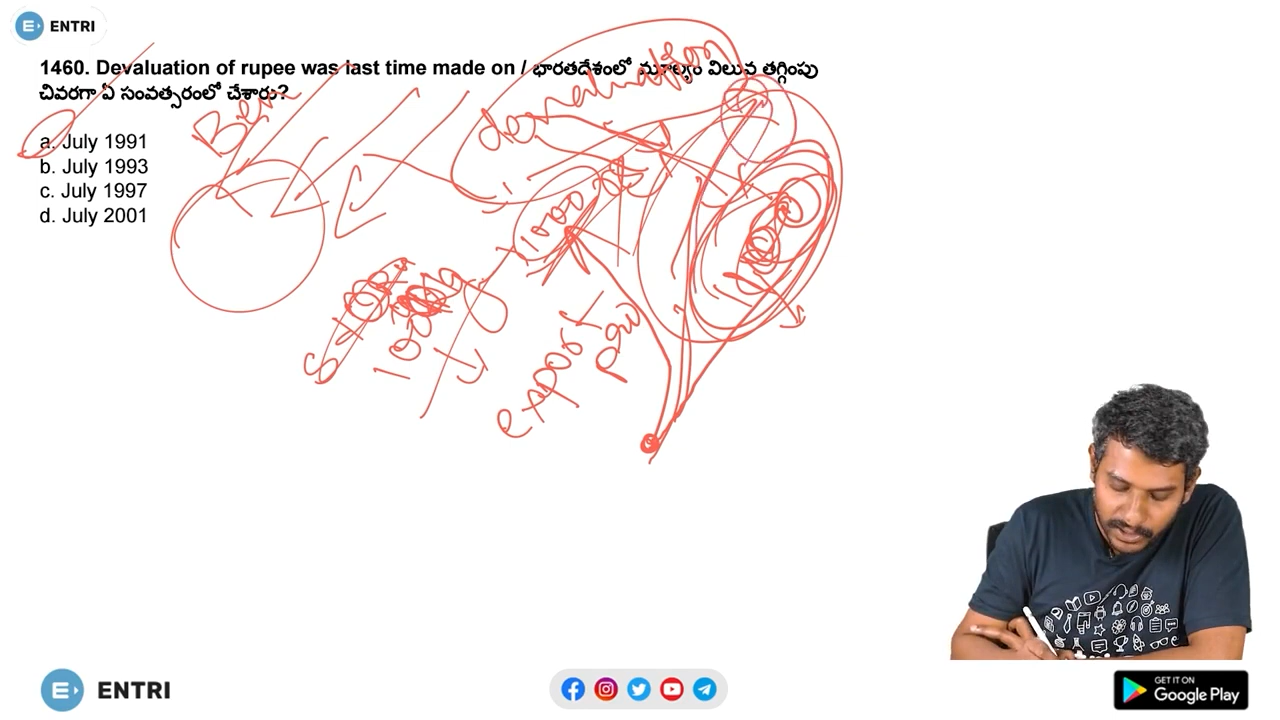 ENTRI
1460. Devaluation of rupee was last time made on / భారతదేశంలో మూల్యం విలువ తగ్గింపు
చివరగా ఏ సంవత్సరంలో చేశారు?
a. July 1991
b. July 1993
c. July 1997
d. July 2001
devaluation
1000
export
ENTRI
GET IT ON
Google Play